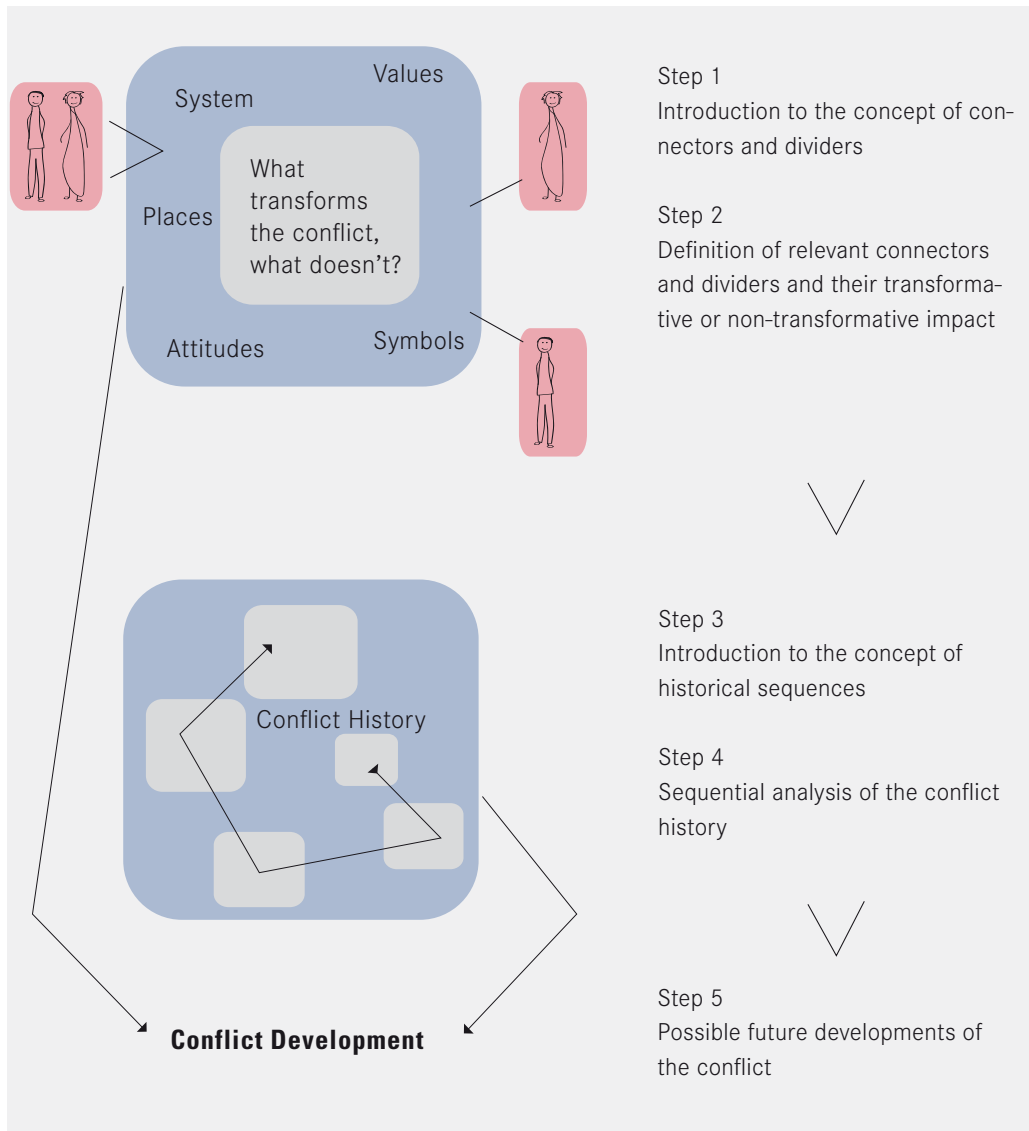 Values
System
What
transforms
the conflict,
what doesn't?
Places
Attitudes
Symbols
Step 1
Introduction to the concept of con-
nectors and dividers
Step 2
Definition of relevant connectors
and dividers and their transforma-
tive or non-transformative impact
Conflict History
Step 3
Introduction to the concept of
historical sequences
Step 4
Sequential analysis of the conflict
history
Conflict Development
Step 5
Possible future developments of
the conflict